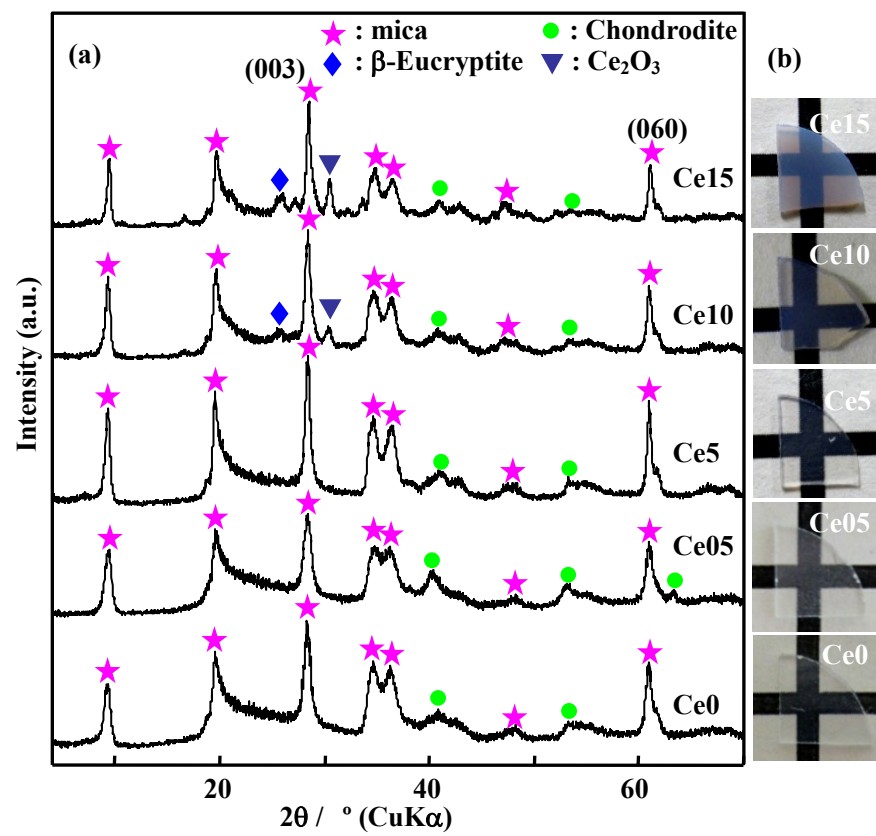 (a)
: mica
: Chondrodite
: β-Eucryptite
: Ce₂O₃
(003)
(060)
Ce15
Ce10
Ce5
Ce05
Ce0
Intensity (a.u.)
20
40
60
2θ / ° (CuKα)
(b)
Ce15
Ce10
Ce5
Ce05
Ce0